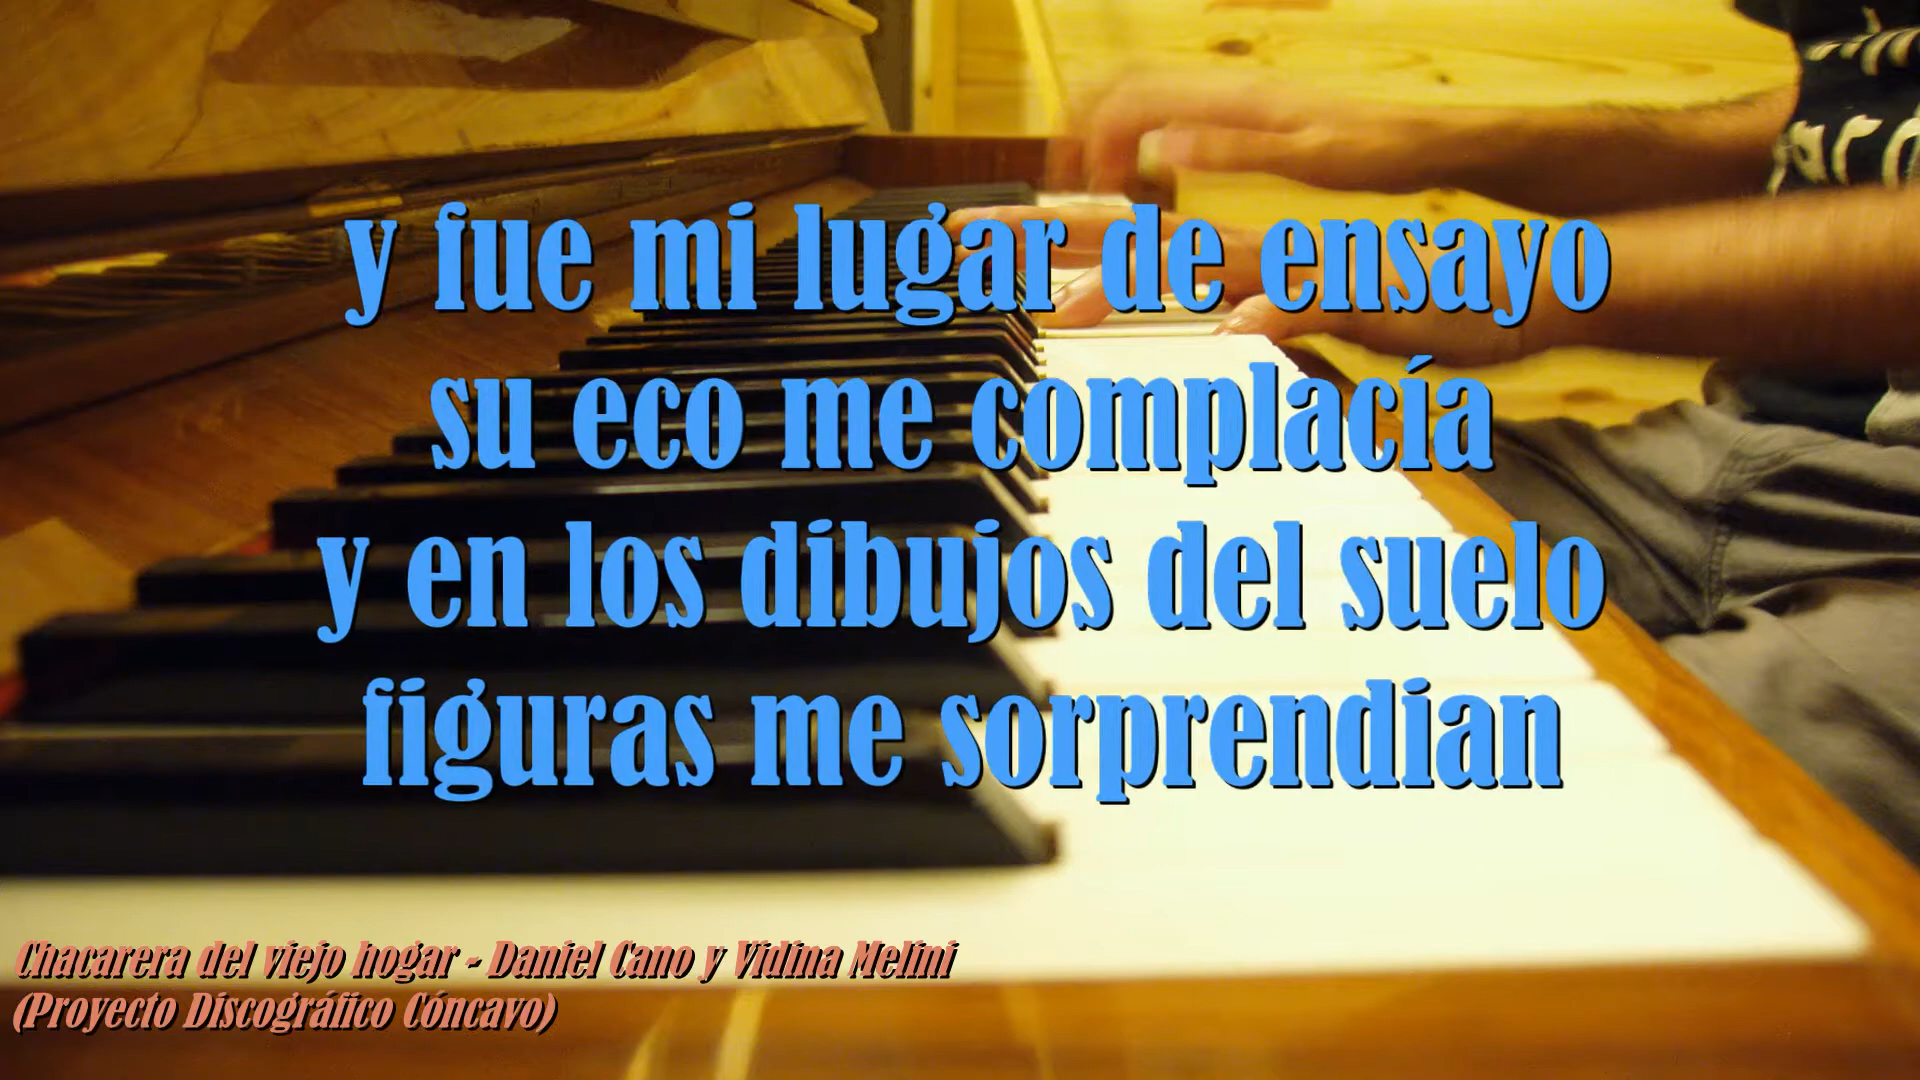 y fue mi lugar de ensayo
su eco me complacía
y en los dibujos del suelo
figuras me sorprendian
Chacarera del viejo hogar - Daniel Cano y Vidina Melini
(Proyecto Discográfico Cóncavo)